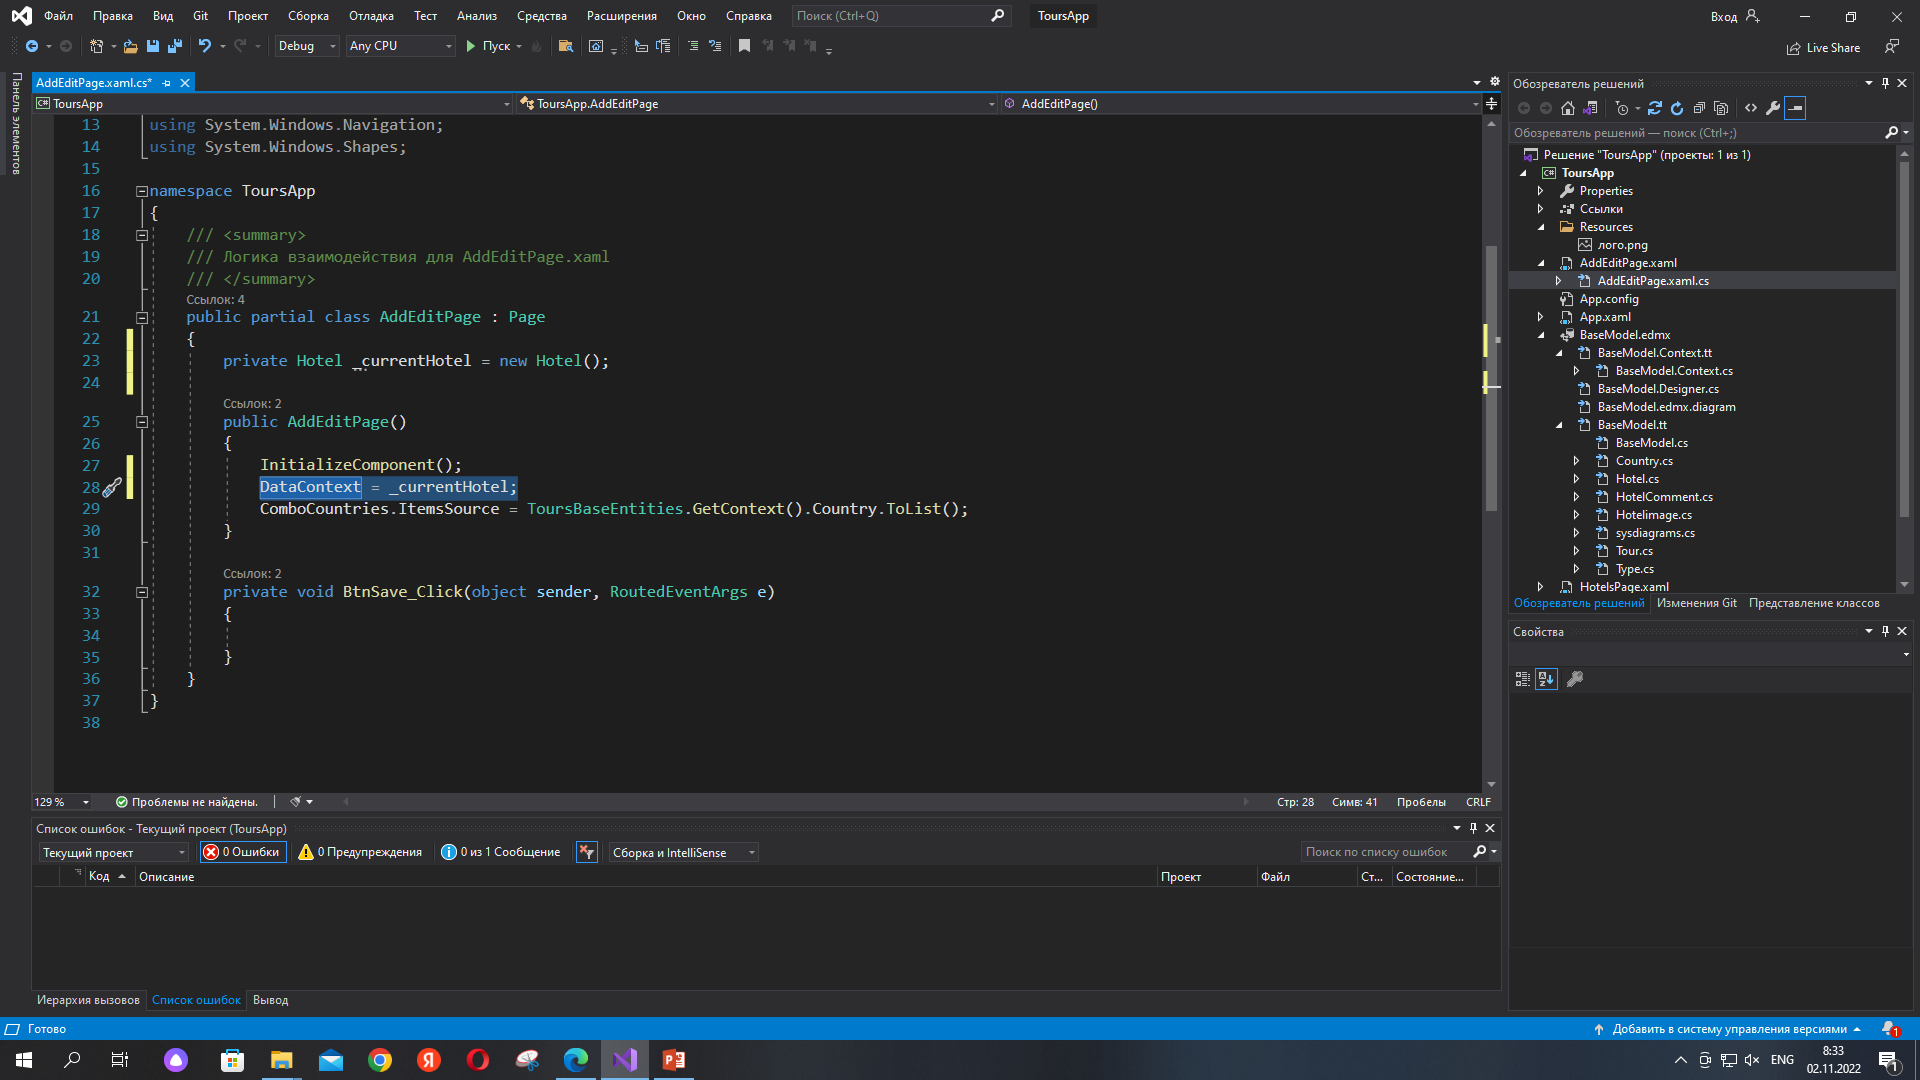 Файл Правка Вид Git Проект Сборка Отладка Тест Анализ Средства Расширения Окно Справка Поиск (Ctrl+Q) ToursApp Вход
Debug Any CPU Пуск Live Share
Панель элементов
AddEditPage.xaml.cs*
ToursApp ToursApp.AddEditPage AddEditPage()
13 using System.Windows.Navigation;
14 using System.Windows.Shapes;
15
16 namespace ToursApp
17 {
18 /// <summary>
19 /// Логика взаимодействия для AddEditPage.xaml
20 /// </summary>
Ссылок: 4
21 public partial class AddEditPage : Page
22 {
23 private Hotel _currentHotel = new Hotel();
24
Ссылок: 2
25 public AddEditPage()
26 {
27 InitializeComponent();
28 DataContext = _currentHotel;
29 ComboCountries.ItemsSource = ToursBaseEntities.GetContext().Country.ToList();
30 }
31
Ссылок: 2
32 private void BtnSave_Click(object sender, RoutedEventArgs e)
33 {
34
35 }
36 }
37 }
38
129 % Проблемы не найдены. Стр: 28 Симв: 41 Пробелы CRLF
Список ошибок - Текущий проект (ToursApp)
Текущий проект 0 Ошибки 0 Предупреждения 0 из 1 Сообщение Сборка и IntelliSense Поиск по списку ошибок
Код Описание Проект Файл Ст... Состояние...
Иерархия вызовов Список ошибок Вывод
Обозреватель решений
Обозреватель решений — поиск (Ctrl+;)
Решение "ToursApp" (проекты: 1 из 1)
C# ToursApp
Properties
Ссылки
Resources
лого.png
AddEditPage.xaml
AddEditPage.xaml.cs
App.config
App.xaml
BaseModel.edmx
BaseModel.Context.tt
BaseModel.Context.cs
BaseModel.Designer.cs
BaseModel.edmx.diagram
BaseModel.tt
BaseModel.cs
Country.cs
Hotel.cs
HotelComment.cs
Hotelimage.cs
sysdiagrams.cs
Tour.cs
Type.cs
HotelsPage.xaml
Обозреватель решений Изменения Git Представление классов
Свойства
Готово Добавить в систему управления версиями 1
ENG 8:33
02.11.2022 1